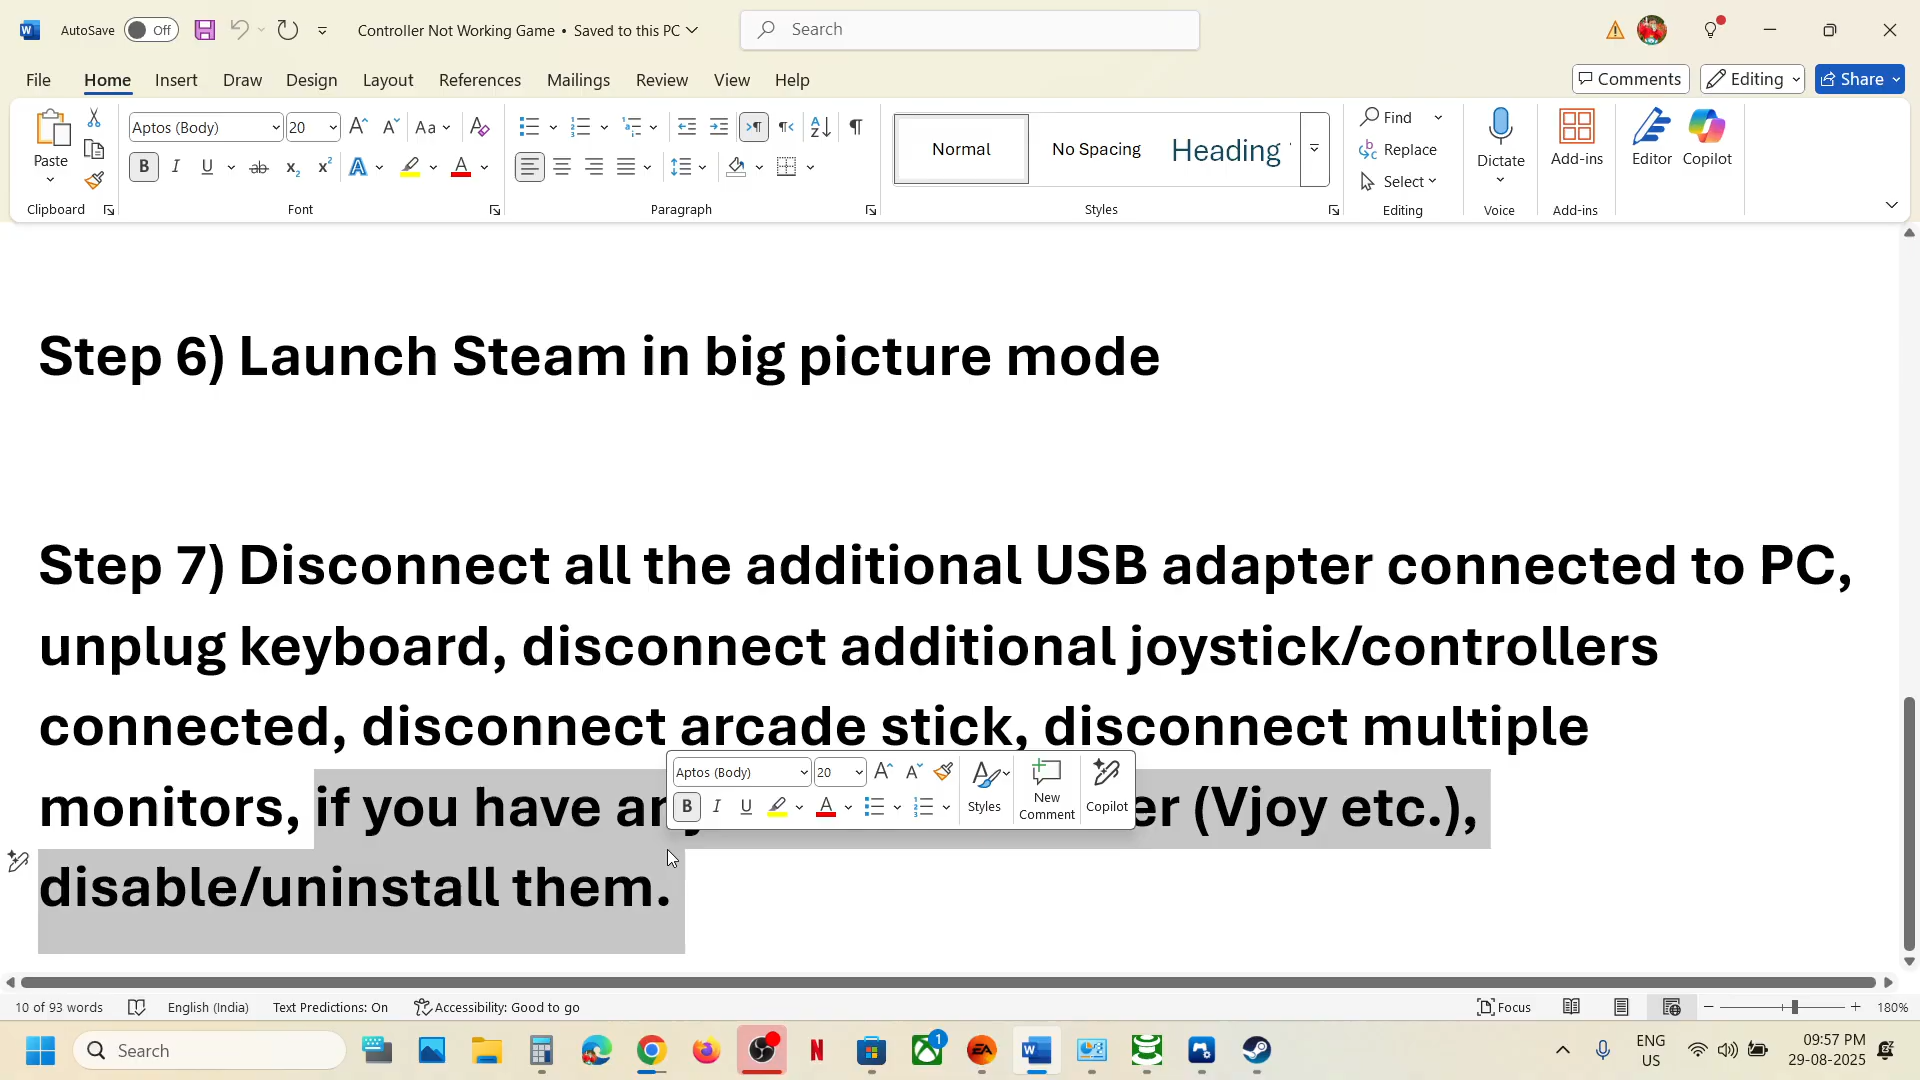 AutoSave Off Controller Not Working Game • Saved to this PC Search
File Home Insert Draw Design Layout References Mailings Review View Help Comments Editing Share
Paste Aptos (Body) 20 Aa Normal No Spacing Heading Find Replace Select Dictate Add-ins Editor Copilot
Clipboard Font Paragraph Styles Editing Voice Add-ins
Step 6) Launch Steam in big picture mode
Step 7) Disconnect all the additional USB adapter connected to PC,
unplug keyboard, disconnect additional joystick/controllers
connected, disconnect arcade stick, disconnect multiple
monitors, if you have er (Vjoy etc.),
disable/uninstall them.
Aptos (Body) 20 Styles New Comment Copilot
10 of 93 words English (India) Text Predictions: On Accessibility: Good to go Focus 180%
Search ENG US 09:57 PM 29-08-2025